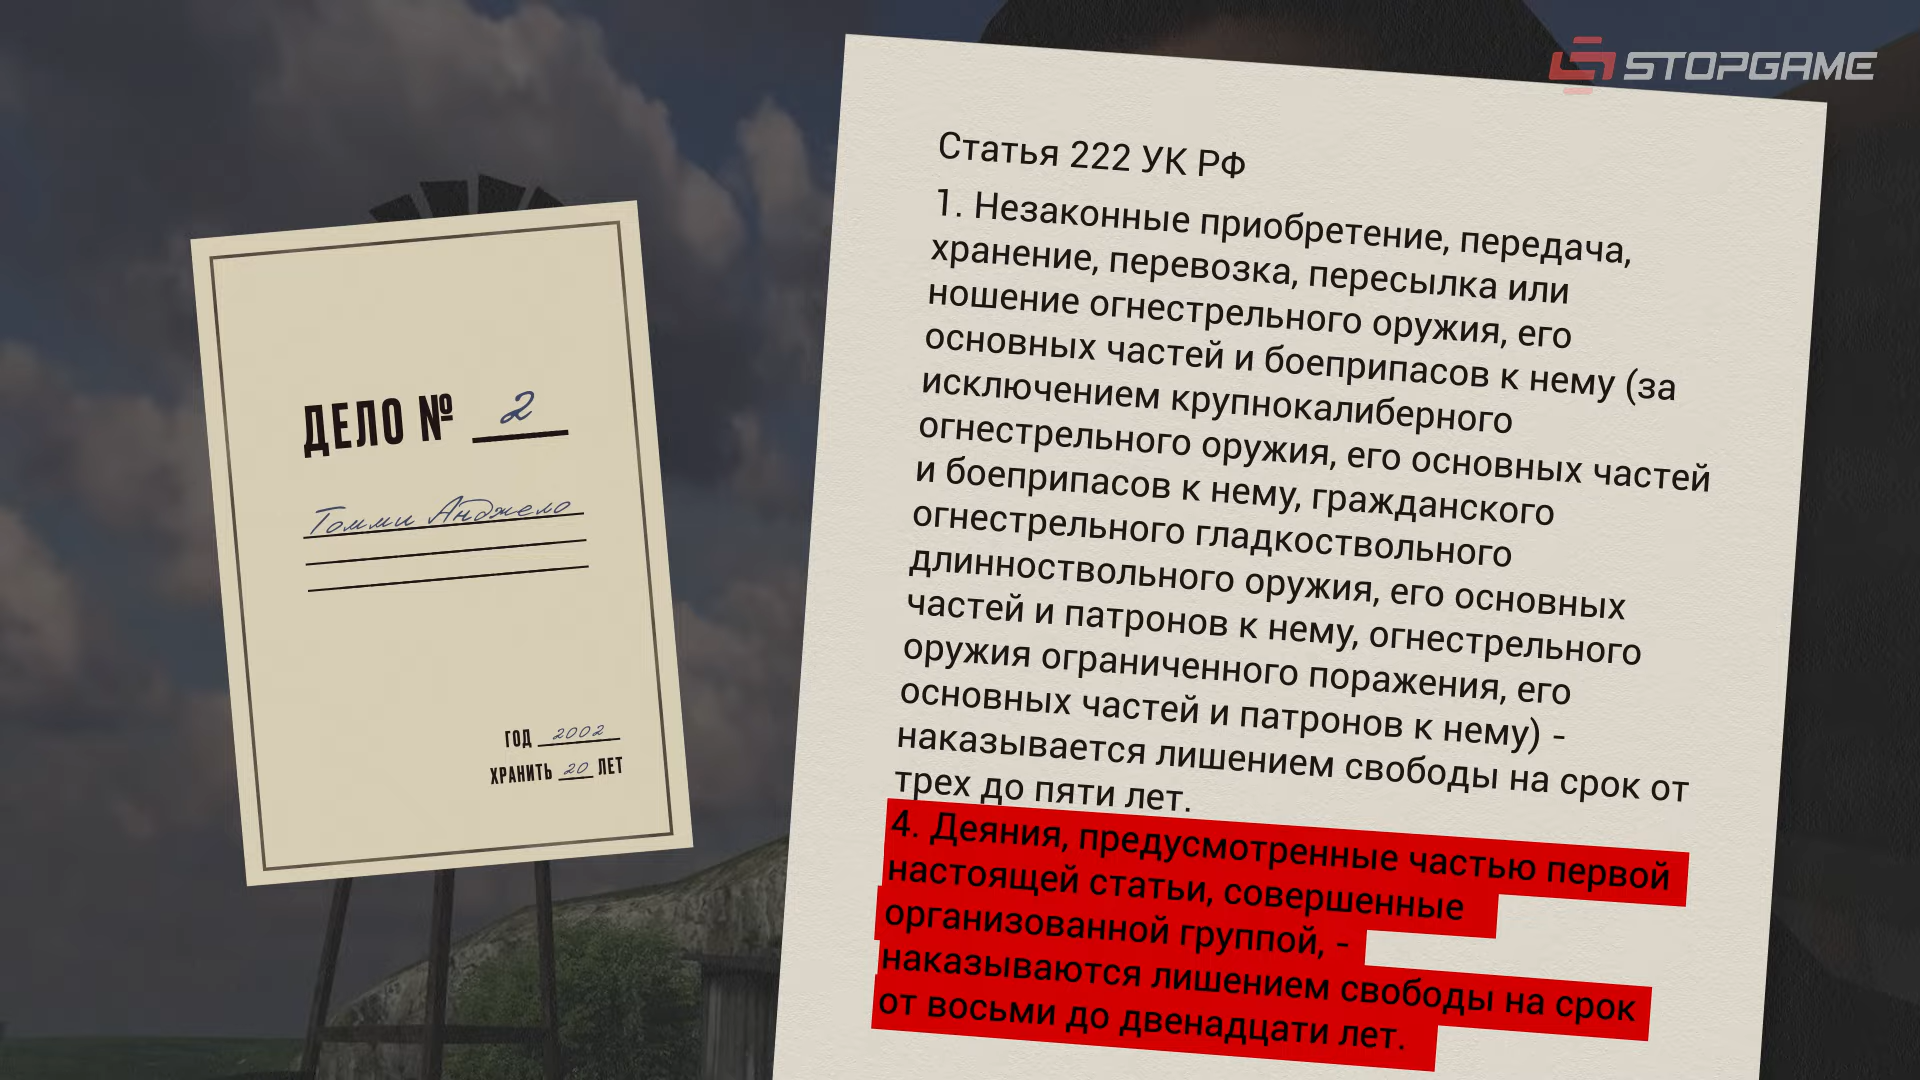 STOPGAME
ДЕЛО № 2
Томми Анджело
ГОД 2002
ХРАНИТЬ 20 ЛЕТ
Статья 222 УК РФ
1. Незаконные приобретение, передача,
хранение, перевозка, пересылка или
ношение огнестрельного оружия, его
основных частей и боеприпасов к нему (за
исключением крупнокалиберного
огнестрельного оружия, его основных частей
и боеприпасов к нему, гражданского
огнестрельного гладкоствольного
длинноствольного оружия, его основных
частей и патронов к нему, огнестрельного
оружия ограниченного поражения, его
основных частей и патронов к нему) -
наказывается лишением свободы на срок от
трех до пяти лет.
4. Деяния, предусмотренные частью первой
настоящей статьи, совершенные
организованной группой, -
наказываются лишением свободы на срок
от восьми до двенадцати лет.